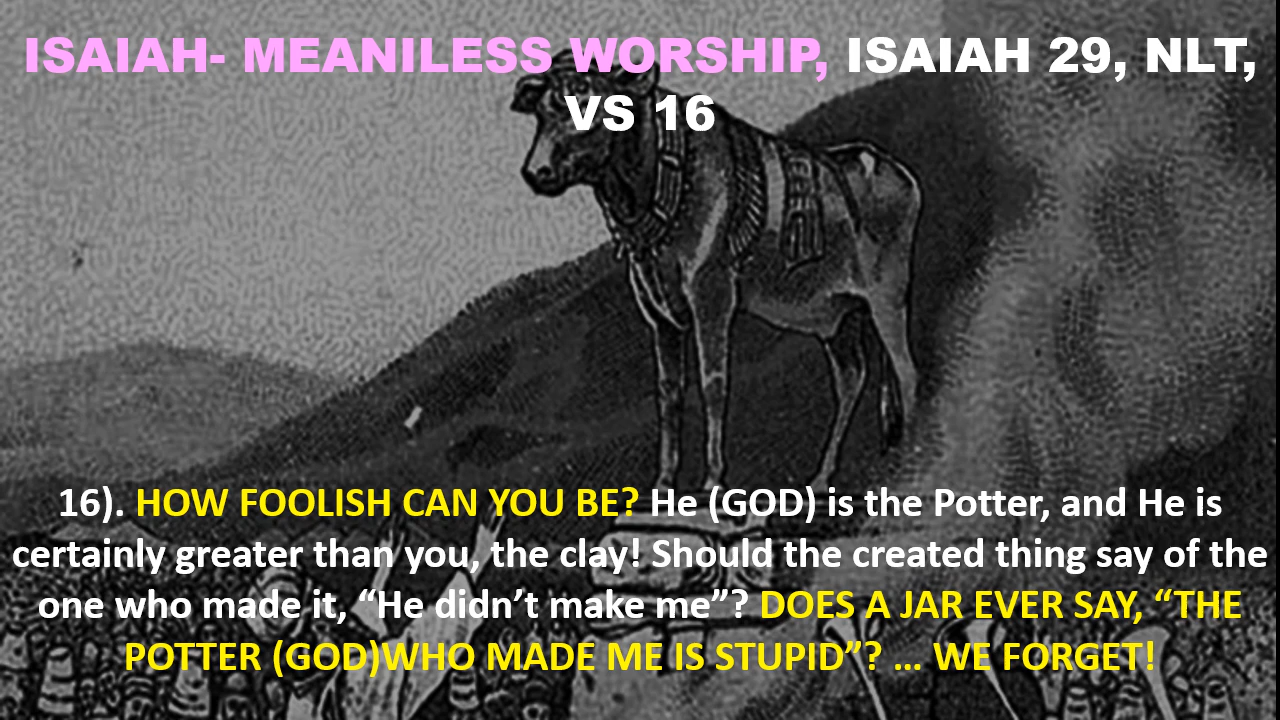 ISAIAH- MEANILESS WORSHIP, ISAIAH 29, NLT,
VS 16
16). HOW FOOLISH CAN YOU BE? He (GOD) is the Potter, and He is
certainly greater than you, the clay! Should the created thing say of the
one who made it, “He didn’t make me”? DOES A JAR EVER SAY, “THE
POTTER (GOD)WHO MADE ME IS STUPID”? … WE FORGET!